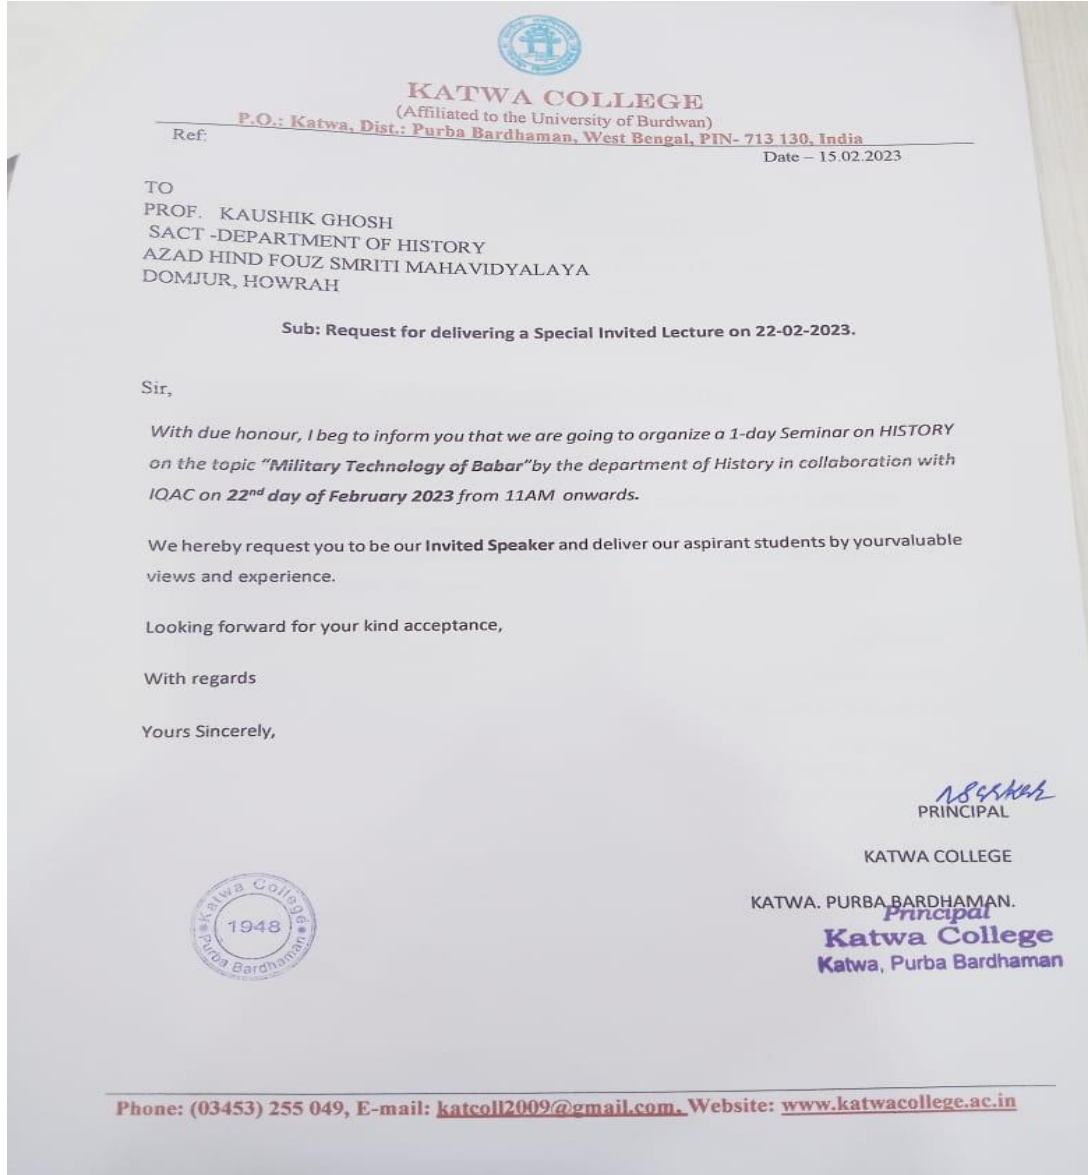 KATWA COLLEGE
(Affiliated to the University of Burdwan)
P.O.: Katwa, Dist.: Purba Bardhaman, West Bengal, PIN- 713 130, India
Ref:
Date – 15.02.2023
TO
PROF. KAUSHIK GHOSH
SACT -DEPARTMENT OF HISTORY
AZAD HIND FOUZ SMRITI MAHAVIDYALAYA
DOMJUR, HOWRAH
Sub: Request for delivering a Special Invited Lecture on 22-02-2023.
Sir,
With due honour, I beg to inform you that we are going to organize a 1-day Seminar on HISTORY
on the topic “Military Technology of Babar”by the department of History in collaboration with
IQAC on 22nd day of February 2023 from 11AM onwards.
We hereby request you to be our Invited Speaker and deliver our aspirant students by yourvaluable
views and experience.
Looking forward for your kind acceptance,
With regards
Yours Sincerely,
PRINCIPAL
KATWA COLLEGE
KATWA. PURBA BARDHAMAN.
Principal
Katwa College
Katwa, Purba Bardhaman
Katwa College
1948
Purba Bardhaman
Phone: (03453) 255 049, E-mail: katcoll2009@gmail.com, Website: www.katwacollege.ac.in